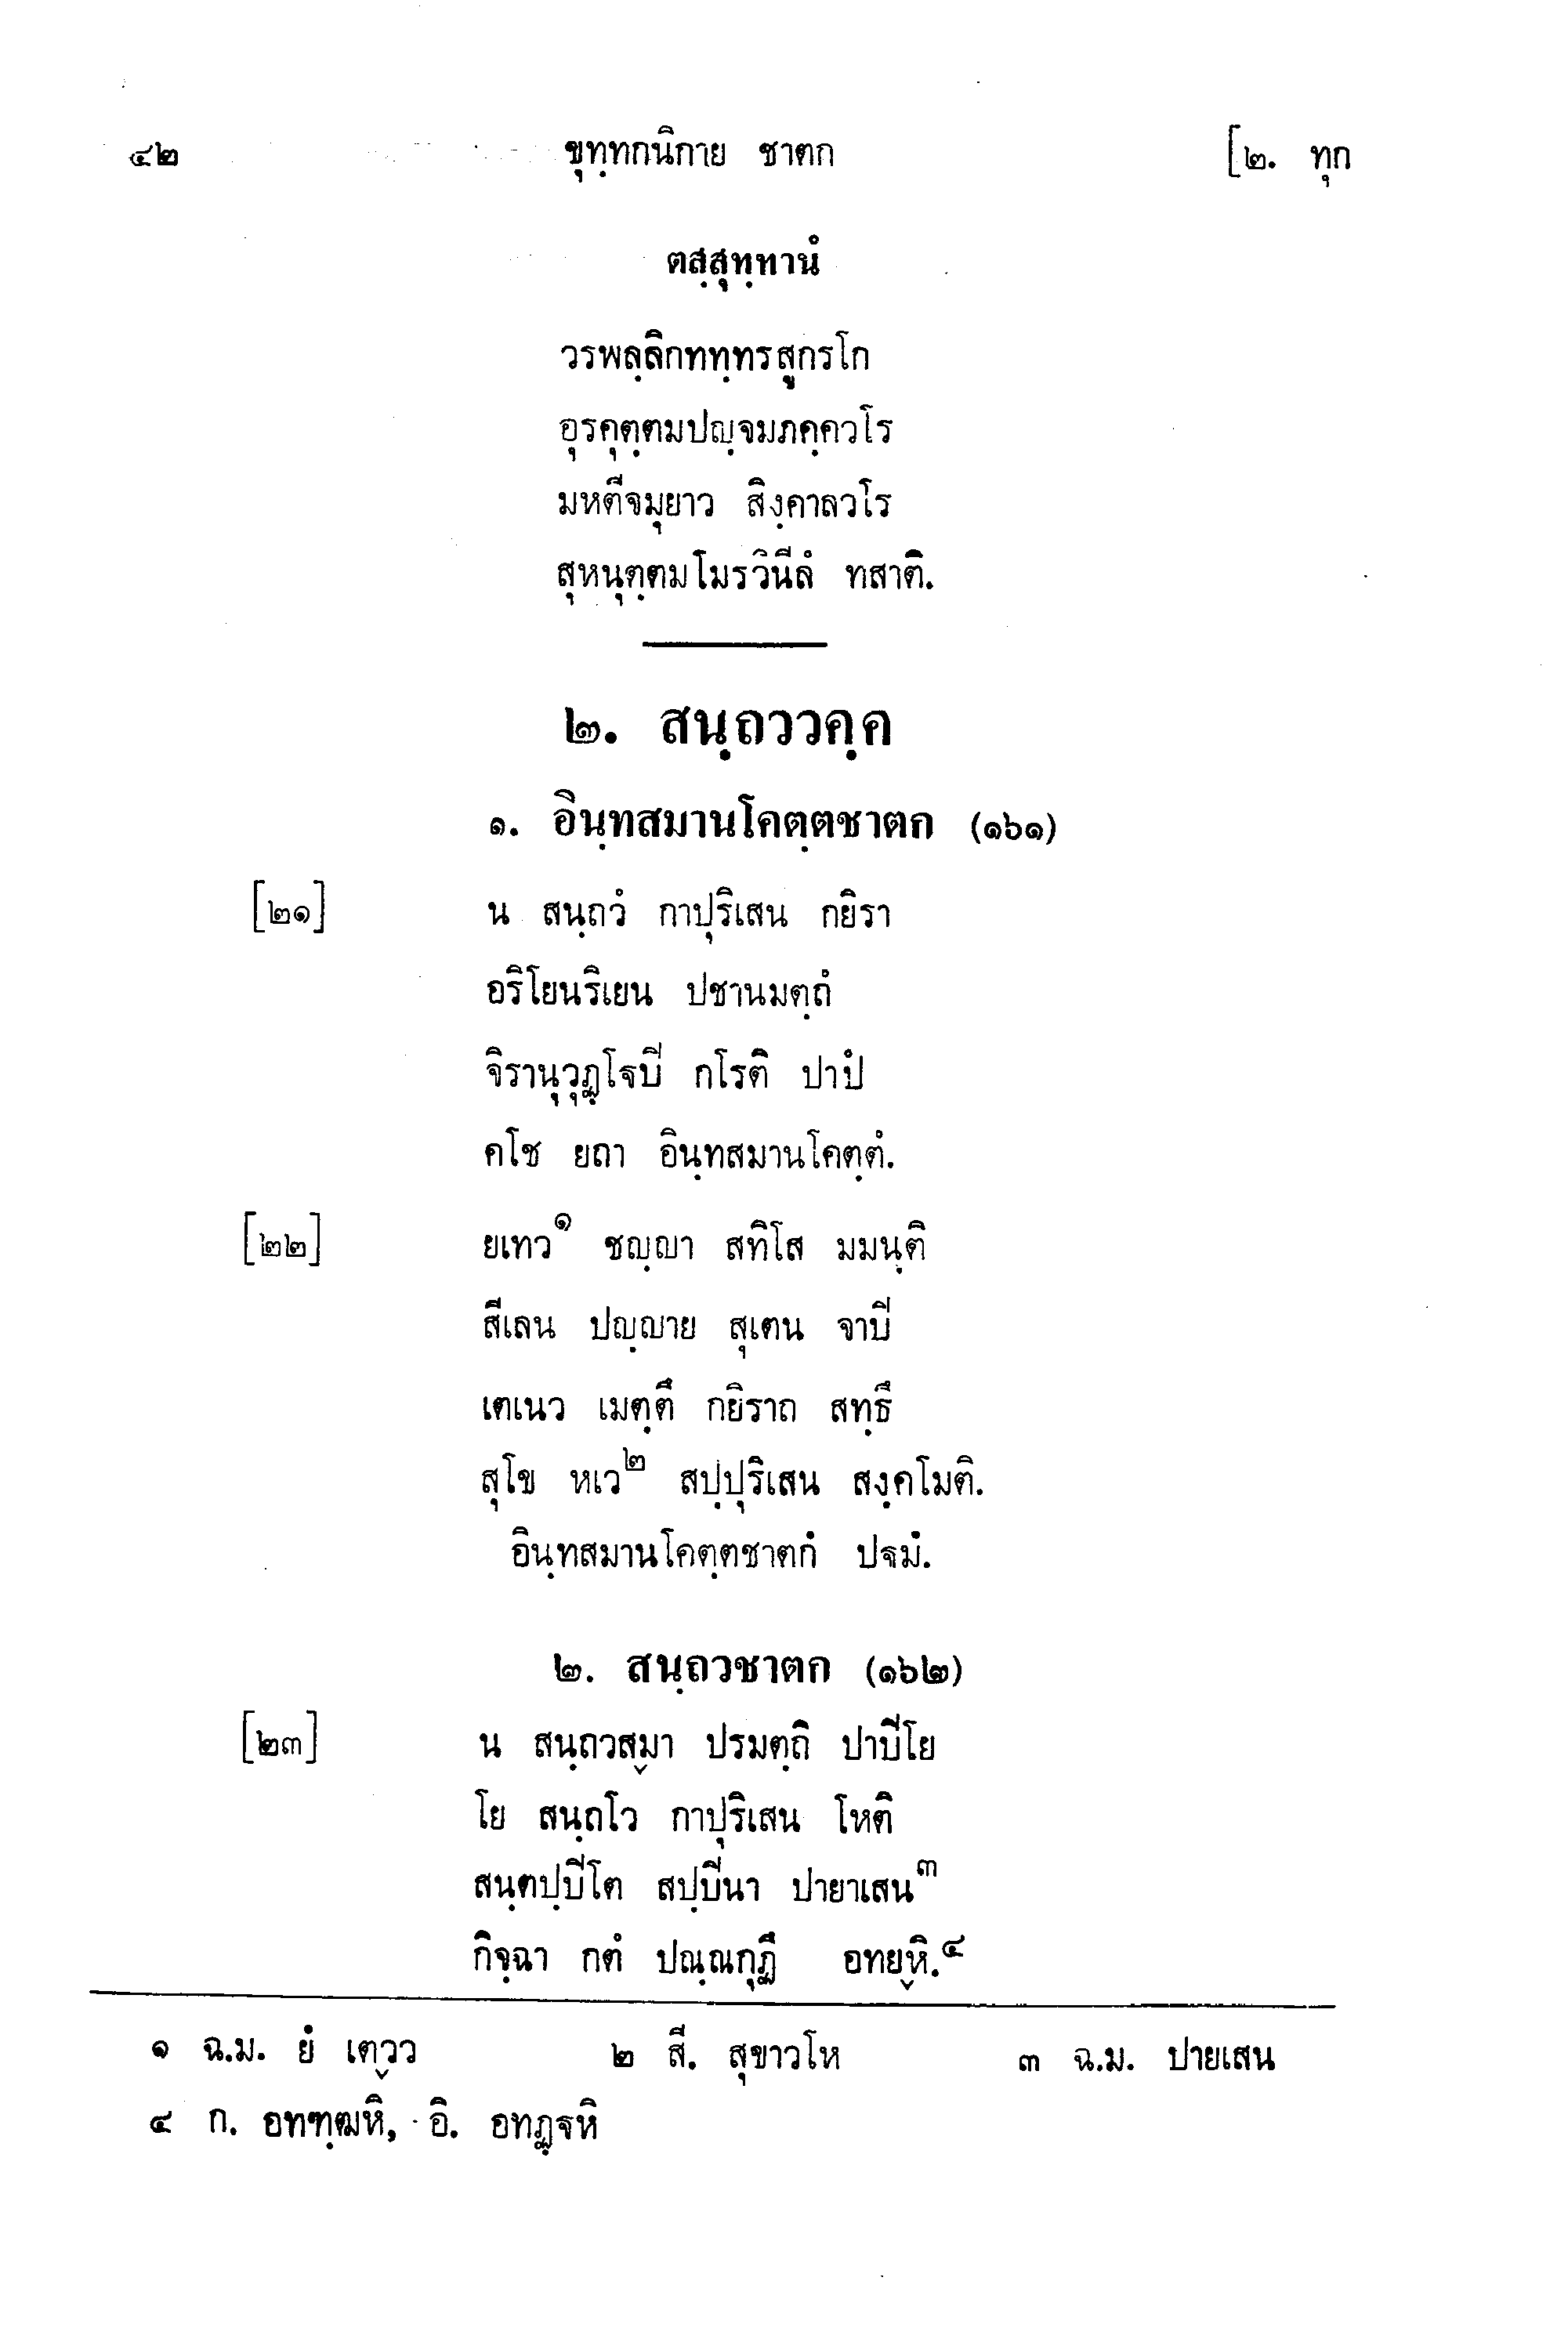 ๔๒ ขุทฺทกนิกาย ชาตก [๒. ทุก
ตสฺสุทฺทานํ
วรพลฺลิกททฺทรสูกรโก
อุรคุตฺตมปญฺจมภคฺควโร
มหตีจมุยาว สิงฺคาลวโร
สุหนุตฺตมโมรวินีลํ ทสาติ.
๒. สนฺถววคฺค
๑. อินฺทสมานโคตฺตชาตก (๑๖๑)
[๒๑] น สนฺถวํ กาปุริเสน กยิรา
อริโยนริเยน ปชานมตฺถํ
จิรานุวุฏฺโฐปิ กโรติ ปาปํ
คโช ยถา อินฺทสมานโคตฺตํ.
[๒๒] ยเทว๑ ชญฺญา สทิโส มมนฺติ
สีเลน ปญฺญาย สุเตน จาปิ
เตเนว เมตฺตึ กยิราถ สทฺธึ
สุโข หเว๒ สปฺปุริเสน สงฺคโมติ.
อินฺทสมานโคตฺตชาตกํ ปฐมํ.
๒. สนฺถวชาตก (๑๖๒)
[๒๓] น สนฺถวสฺมา ปรมตฺถิ ปาปิโย
โย สนฺถโว กาปุริเสน โหติ
สนฺตปฺปิโต สปฺปินา ปายาเสน๓
กิจฺฉา กตํ ปณฺณกุฏึ อทยฺหิ.๔
๑ ฉ.ม. ยํ เตฺวว ๒ สี. สุขาวโห ๓ ฉ.ม. ปายเสน
๔ ก. อททฑฺฒหิ, อิ. อทฏฺฐหิ